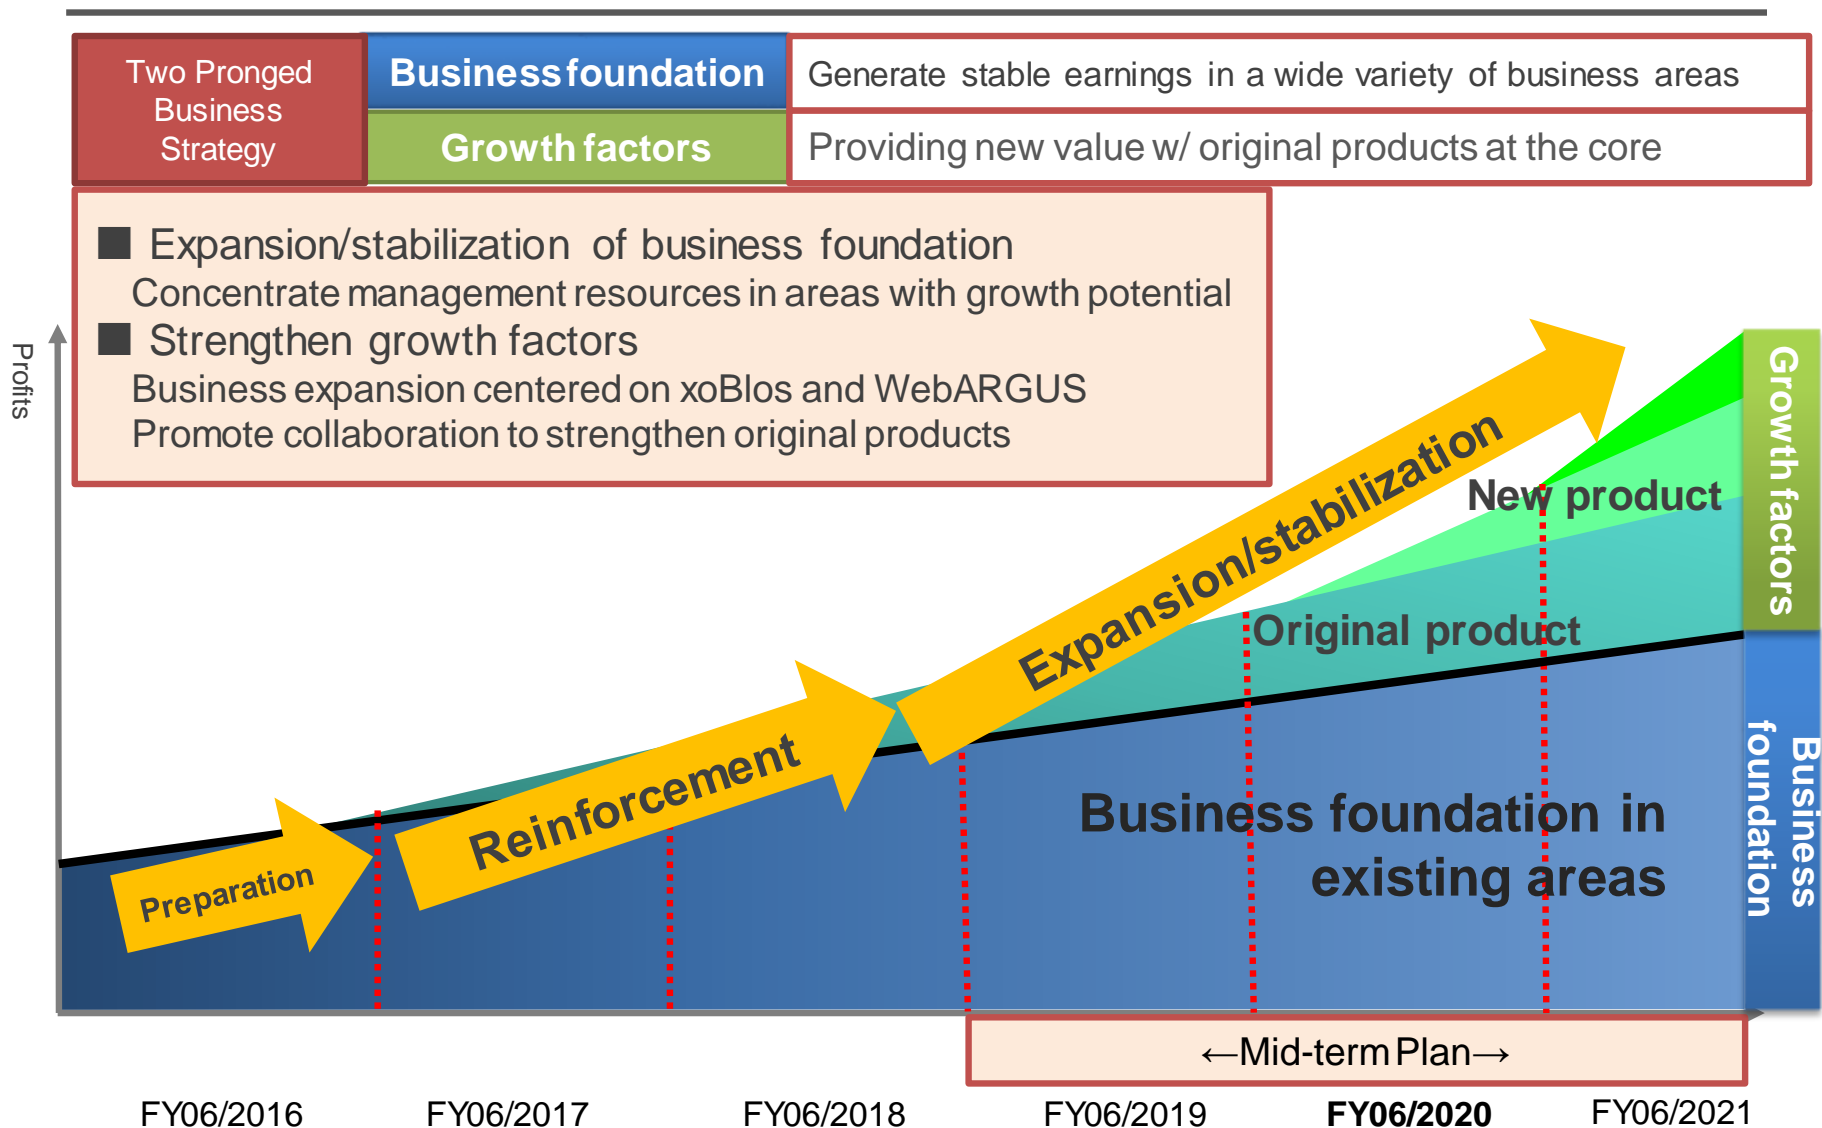 Two Pronged
Business
Strategy
Business foundation
Generate stable earnings in a wide variety of business areas
Growth factors
Providing new value w/ original products at the core
■ Expansion/stabilization of business foundation
Concentrate management resources in areas with growth potential
■ Strengthen growth factors
Business expansion centered on xoBlos and WebARGUS
Promote collaboration to strengthen original products
Profits
Growth factors
New product
Expansion/stabilization
Original product
Reinforcement
Preparation
Business foundation in
existing areas
Business
foundation
←Mid-term Plan→
FY06/2016
FY06/2017
FY06/2018
FY06/2019
FY06/2020
FY06/2021